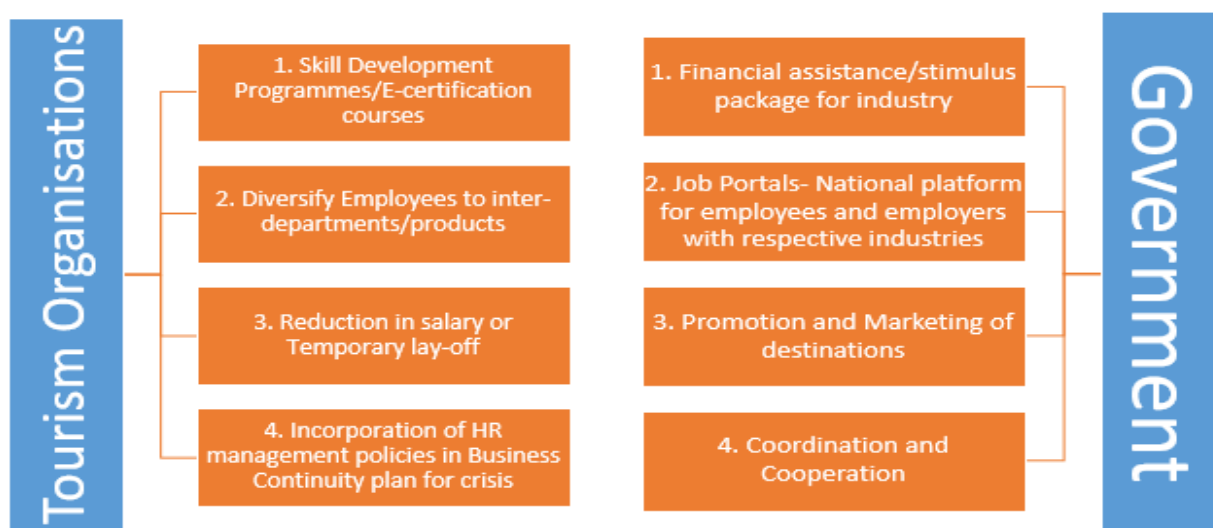 Tourism Organisations
1. Skill Development
Programmes/E-certification
courses
2. Diversify Employees to inter-
departments/products
3. Reduction in salary or
Temporary lay-off
4. Incorporation of HR
management policies in Business
Continuity plan for crisis
1. Financial assistance/stimulus
package for industry
2. Job Portals- National platform
for employees and employers
with respective industries
3. Promotion and Marketing of
destinations
4. Coordination and
Cooperation
Government